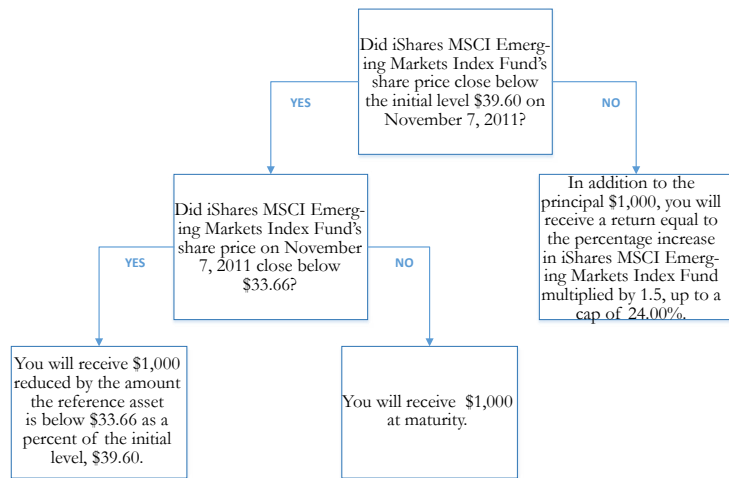 Did iShares MSCI Emerg-
ing Markets Index Fund's
share price close below
the initial level $39.60 on
November 7, 2011?
YES
NO
Did iShares MSCI Emerg-
ing Markets Index Fund's
share price on November
7, 2011 close below
$33.66?
In addition to the
principal $1,000, you will
receive a return equal to
the percentage increase
in iShares MSCI Emerg-
ing Markets Index Fund
multiplied by 1.5, up to a
cap of 24.00%.
YES
NO
You will receive $1,000
reduced by the amount
the reference asset
is below $33.66 as a
percent of the initial
level, $39.60.
You will receive $1,000
at maturity.